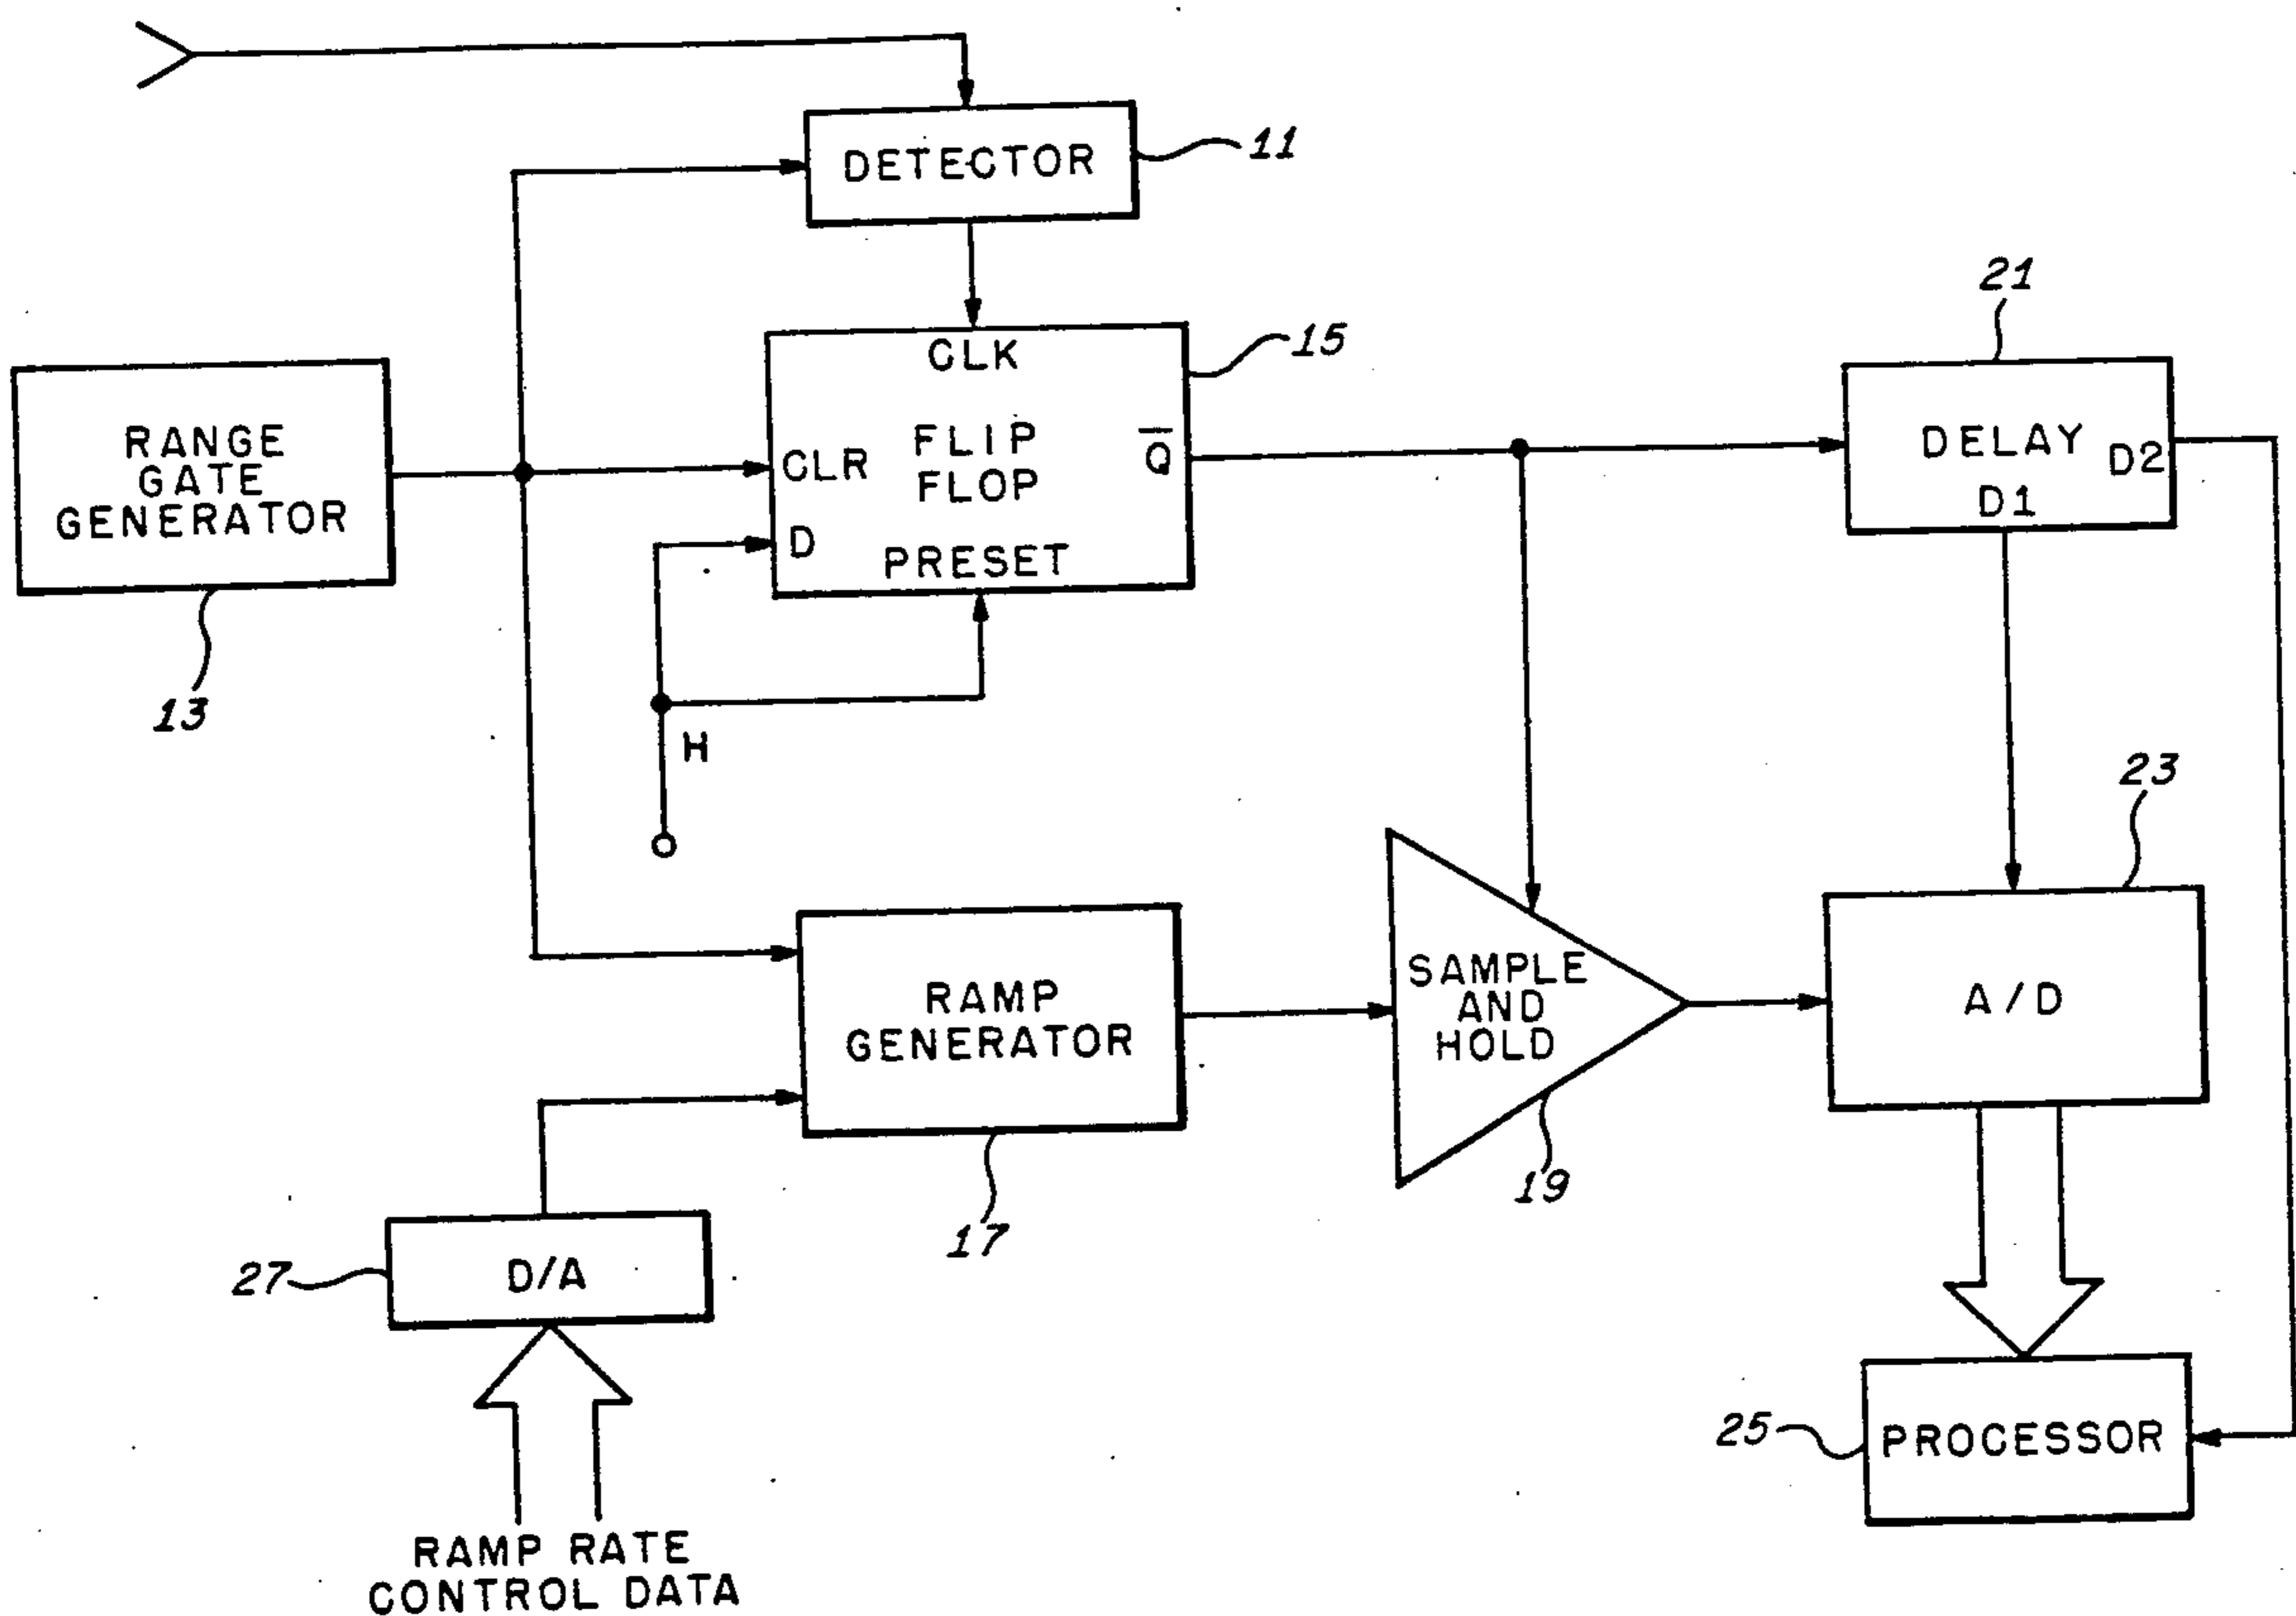 DETECTOR
11
CLK
15
FLIP
FLOP
CLR
D
PRESET
Q̅
21
DELAY
D2
D1
RANGE
GATE
GENERATOR
13
H
23
RAMP
GENERATOR
17
SAMPLE
AND
HOLD
19
A/D
27
D/A
25
PROCESSOR
RAMP RATE
CONTROL DATA